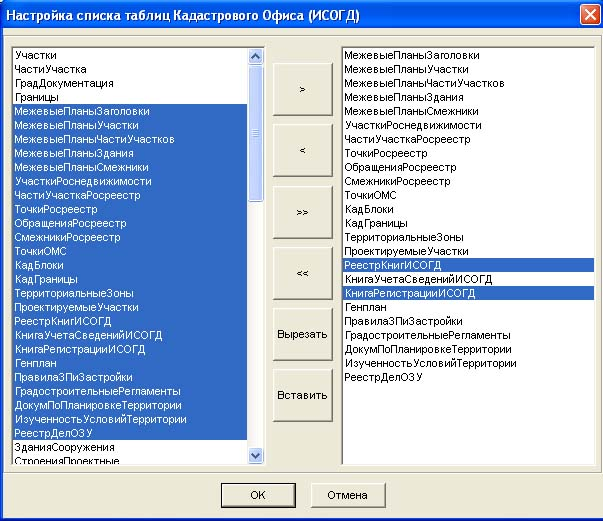 Настройка списка таблиц Кадастрового Офиса (ИСОГД)
Участки
ЧастиУчастка
ГрадДокументация
Границы
МежевыеПланыЗаголовки
МежевыеПланыУчастки
МежевыеПланыЧастиУчастков
МежевыеПланыЗдания
МежевыеПланыСмежники
УчасткиРоснедвижимости
ЧастиУчасткаРосреестр
ТочкиРосреестр
ОбращенияРосреестр
СмежникиРосреестр
ТочкиОМС
КадБлоки
КадГраницы
ТерриториальныеЗоны
ПроектируемыеУчастки
РеестрКнигИСОГД
КнигаУчетаСведенийИСОГД
КнигаРегистрацииИСОГД
Генплан
ПравилаЗПиЗастройки
ГрадостроительныеРегламенты
ДокумПоПланировкеТерритории
ИзученностьУсловийТерритории
РеестрДелОЗУ
ЗданияСооружения
СтроенияПроектные
>
<
>>
<<
Вырезать
Вставить
МежевыеПланыЗаголовки
МежевыеПланыУчастки
МежевыеПланыЧастиУчастков
МежевыеПланыЗдания
МежевыеПланыСмежники
УчасткиРоснедвижимости
ЧастиУчасткаРосреестр
ТочкиРосреестр
ОбращенияРосреестр
СмежникиРосреестр
ТочкиОМС
КадБлоки
КадГраницы
ТерриториальныеЗоны
ПроектируемыеУчастки
РеестрКнигИСОГД
КнигаУчетаСведенийИСОГД
КнигаРегистрацииИСОГД
Генплан
ПравилаЗПиЗастройки
ГрадостроительныеРегламенты
ДокумПоПланировкеТерритории
ИзученностьУсловийТерритории
РеестрДелОЗУ
OK
Отмена